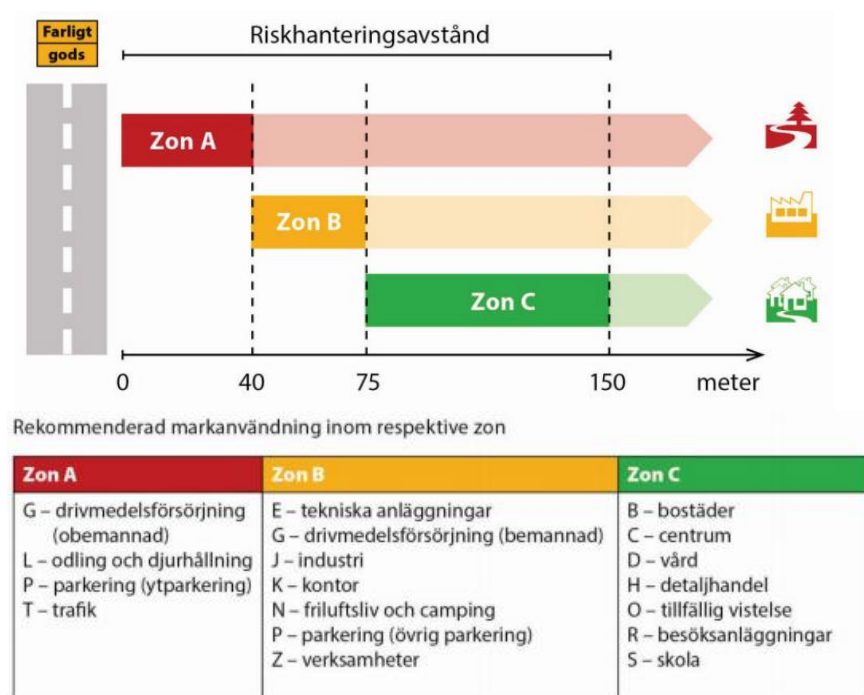 Farligt
gods
Riskhanteringsavstånd
Zon A
Zon B
Zon C
0 40 75 150 meter
Rekommenderad markanvändning inom respektive zon
Zon A
G – drivmedelsförsörjning
(obemannad)
L – odling och djurhållning
P – parkering (ytparkering)
T – trafik
Zon B
E – tekniska anläggningar
G – drivmedelsförsörjning (bemannad)
J – industri
K – kontor
N – friluftsliv och camping
P – parkering (övrig parkering)
Z – verksamheter
Zon C
B – bostäder
C – centrum
D – vård
H – detaljhandel
O – tillfällig vistelse
R – besöksanläggningar
S – skola